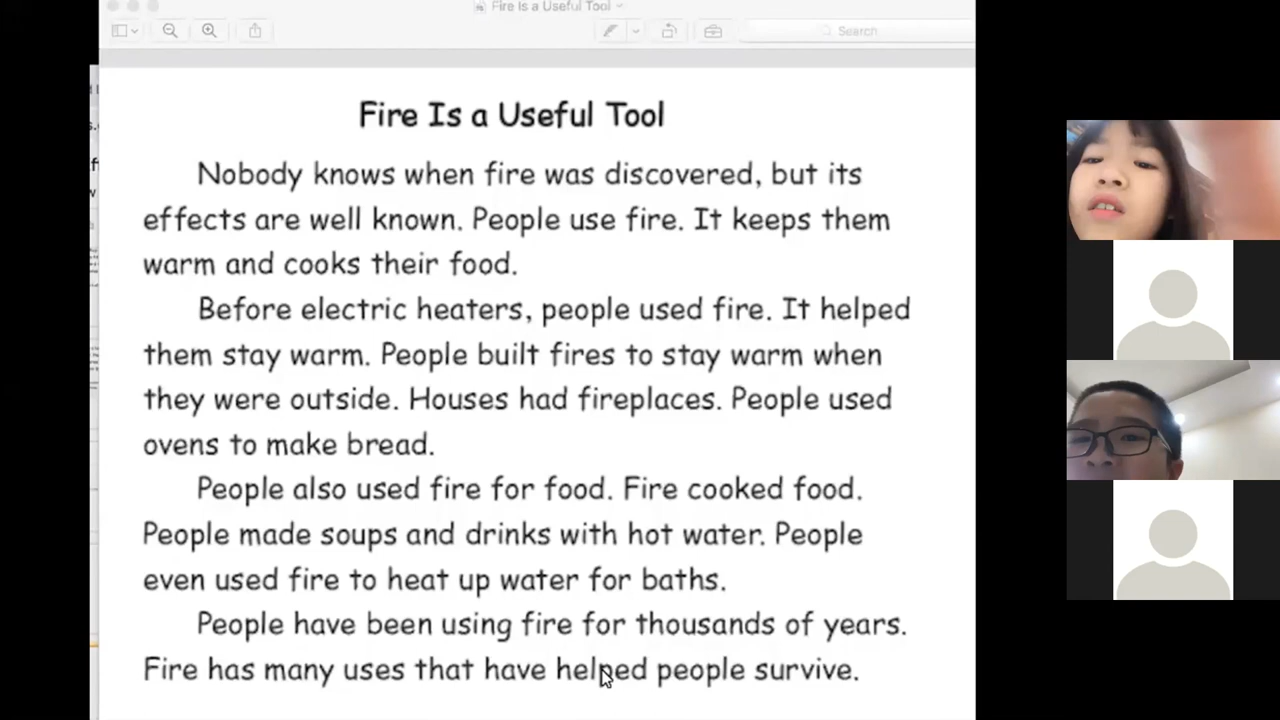 Fire Is a Useful Tool
Search
Fire Is a Useful Tool
Nobody knows when fire was discovered, but its
effects are well known. People use fire. It keeps them
warm and cooks their food.
Before electric heaters, people used fire. It helped
them stay warm. People built fires to stay warm when
they were outside. Houses had fireplaces. People used
ovens to make bread.
People also used fire for food. Fire cooked food.
People made soups and drinks with hot water. People
even used fire to heat up water for baths.
People have been using fire for thousands of years.
Fire has many uses that have helped people survive.